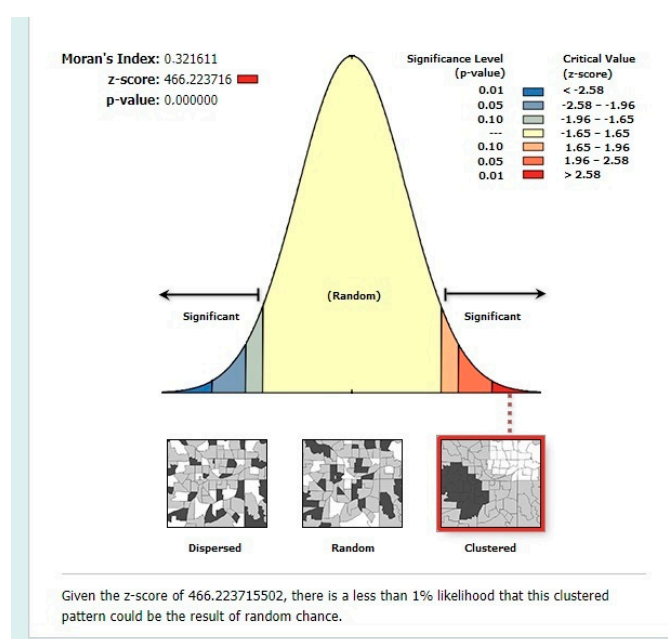 Moran's Index: 0.321611
z-score: 466.223716
p-value: 0.000000
Significance Level
(p-value)
Critical Value
(z-score)
0.01 < -2.58
0.05 -2.58 – -1.96
0.10 -1.96 – -1.65
--- -1.65 – 1.65
0.10 1.65 – 1.96
0.05 1.96 – 2.58
0.01 > 2.58
(Random)
Significant
Significant
Dispersed
Random
Clustered
Given the z-score of 466.223715502, there is a less than 1% likelihood that this clustered
pattern could be the result of random chance.